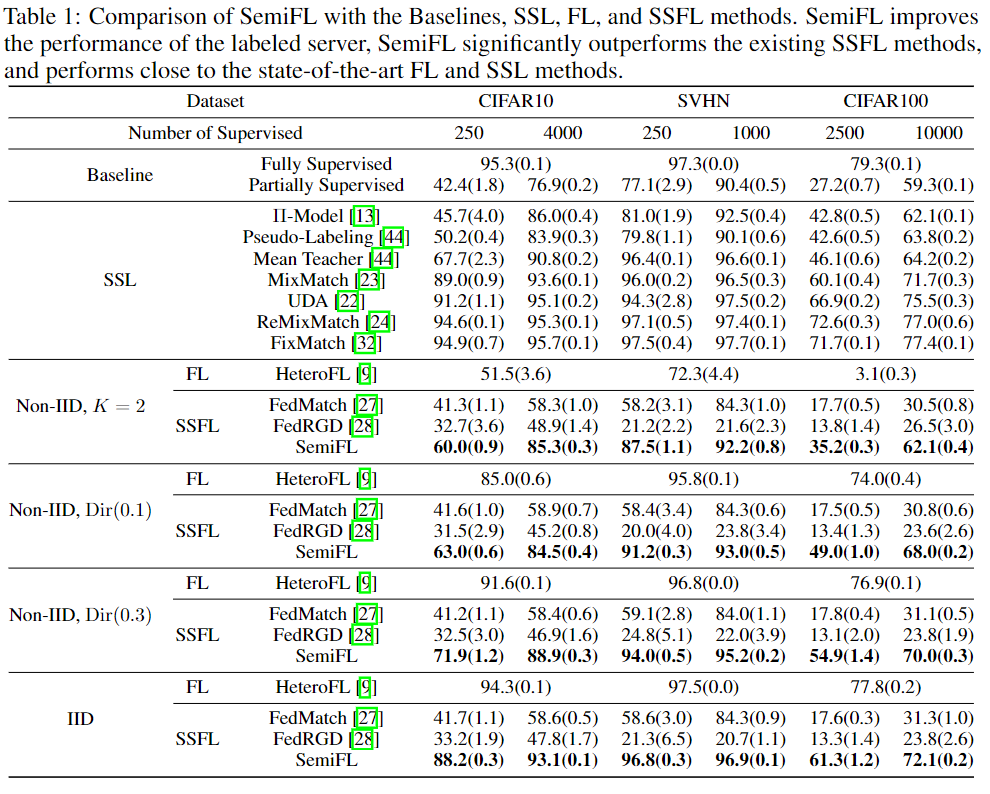 Table 1: Comparison of SemiFL with the Baselines, SSL, FL, and SSFL methods. SemiFL improves
the performance of the labeled server, SemiFL significantly outperforms the existing SSFL methods,
and performs close to the state-of-the-art FL and SSL methods.
Dataset CIFAR10 SVHN CIFAR100
Number of Supervised 250 4000 250 1000 2500 10000
Baseline Fully Supervised 95.3(0.1) 97.3(0.0) 79.3(0.1)
Partially Supervised 42.4(1.8) 76.9(0.2) 77.1(2.9) 90.4(0.5) 27.2(0.7) 59.3(0.1)
SSL II-Model [13] 45.7(4.0) 86.0(0.4) 81.0(1.9) 92.5(0.4) 42.8(0.5) 62.1(0.1)
Pseudo-Labeling [44] 50.2(0.4) 83.9(0.3) 79.8(1.1) 90.1(0.6) 42.6(0.5) 63.8(0.2)
Mean Teacher [44] 67.7(2.3) 90.8(0.2) 96.4(0.1) 96.6(0.1) 46.1(0.6) 64.2(0.2)
MixMatch [23] 89.0(0.9) 93.6(0.1) 96.0(0.2) 96.5(0.3) 60.1(0.4) 71.7(0.3)
UDA [22] 91.2(1.1) 95.1(0.2) 94.3(2.8) 97.5(0.2) 66.9(0.2) 75.5(0.3)
ReMixMatch [24] 94.6(0.1) 95.3(0.1) 97.1(0.5) 97.4(0.1) 72.6(0.3) 77.0(0.6)
FixMatch [32] 94.9(0.7) 95.7(0.1) 97.5(0.4) 97.7(0.1) 71.7(0.1) 77.4(0.1)
Non-IID, K = 2 FL HeteroFL [9] 51.5(3.6) 72.3(4.4) 3.1(0.3)
SSFL FedMatch [27] 41.3(1.1) 58.3(1.0) 58.2(3.1) 84.3(1.0) 17.7(0.5) 30.5(0.8)
FedRGD [28] 32.7(3.6) 48.9(1.4) 21.2(2.2) 21.6(2.3) 13.8(1.4) 26.5(3.0)
SemiFL 60.0(0.9) 85.3(0.3) 87.5(1.1) 92.2(0.8) 35.2(0.3) 62.1(0.4)
Non-IID, Dir(0.1) FL HeteroFL [9] 85.0(0.6) 95.8(0.1) 74.0(0.4)
SSFL FedMatch [27] 41.6(1.0) 58.9(0.7) 58.4(3.4) 84.3(0.6) 17.5(0.5) 30.8(0.6)
FedRGD [28] 31.5(2.9) 45.2(0.8) 20.0(4.0) 23.8(3.4) 13.4(1.3) 23.6(2.6)
SemiFL 63.0(0.6) 84.5(0.4) 91.2(0.3) 93.0(0.5) 49.0(1.0) 68.0(0.2)
Non-IID, Dir(0.3) FL HeteroFL [9] 91.6(0.1) 96.8(0.0) 76.9(0.1)
SSFL FedMatch [27] 41.2(1.1) 58.4(0.6) 59.1(2.8) 84.0(1.1) 17.8(0.4) 31.1(0.5)
FedRGD [28] 32.5(3.0) 46.9(1.6) 24.8(5.1) 22.0(3.9) 13.1(2.0) 23.8(1.9)
SemiFL 71.9(1.2) 88.9(0.3) 94.0(0.5) 95.2(0.2) 54.9(1.4) 70.0(0.3)
IID FL HeteroFL [9] 94.3(0.1) 97.5(0.0) 77.8(0.2)
SSFL FedMatch [27] 41.7(1.1) 58.6(0.5) 58.6(3.0) 84.3(0.9) 17.6(0.3) 31.3(1.0)
FedRGD [28] 33.2(1.9) 47.8(1.7) 21.3(6.5) 20.7(1.1) 13.3(1.4) 23.8(2.6)
SemiFL 88.2(0.3) 93.1(0.1) 96.8(0.3) 96.9(0.1) 61.3(1.2) 72.1(0.2)